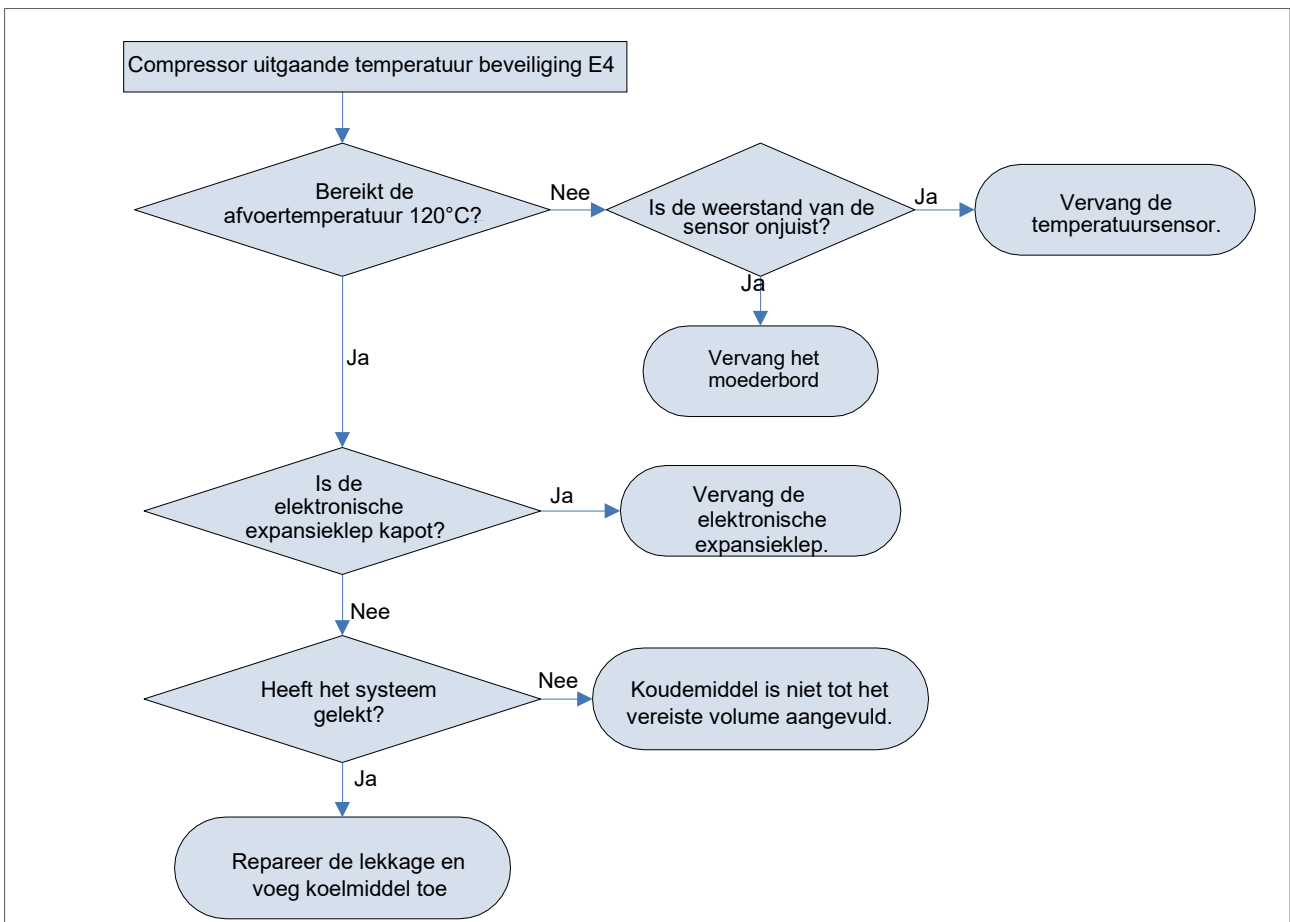 Compressor uitgaande temperatuur beveiliging E4
Bereikt de
afvoertemperatuur 120°C?
Nee
Is de weerstand van de
sensor onjuist?
Ja
Vervang de
temperatuursensor.
Ja
Vervang het
moederbord
Ja
Is de
elektronische
expansieklep kapot?
Ja
Vervang de
elektronische
expansieklep.
Nee
Heeft het systeem
gelekt?
Nee
Koudemiddel is niet tot het
vereiste volume aangevuld.
Ja
Repareer de lekkage en
voeg koelmiddel toe